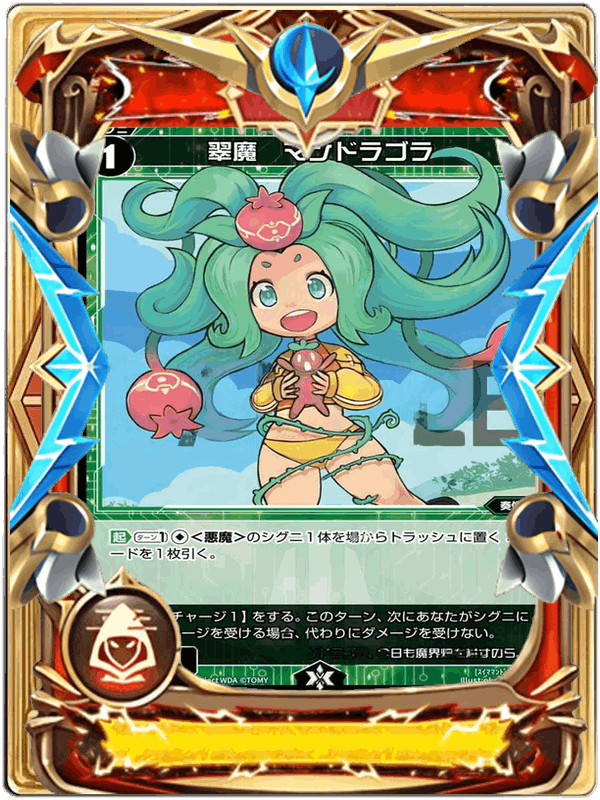 1
翠魔 マンドラゴラ
起 ターン1 <悪魔>のシグニ1体を場からトラッシュに置く
ードを1枚引く。
チャージ1】をする。このターン、次にあなたがシグニに
ージを受ける場合、代わりにダメージを受けない。
ect WDA ©TOMY